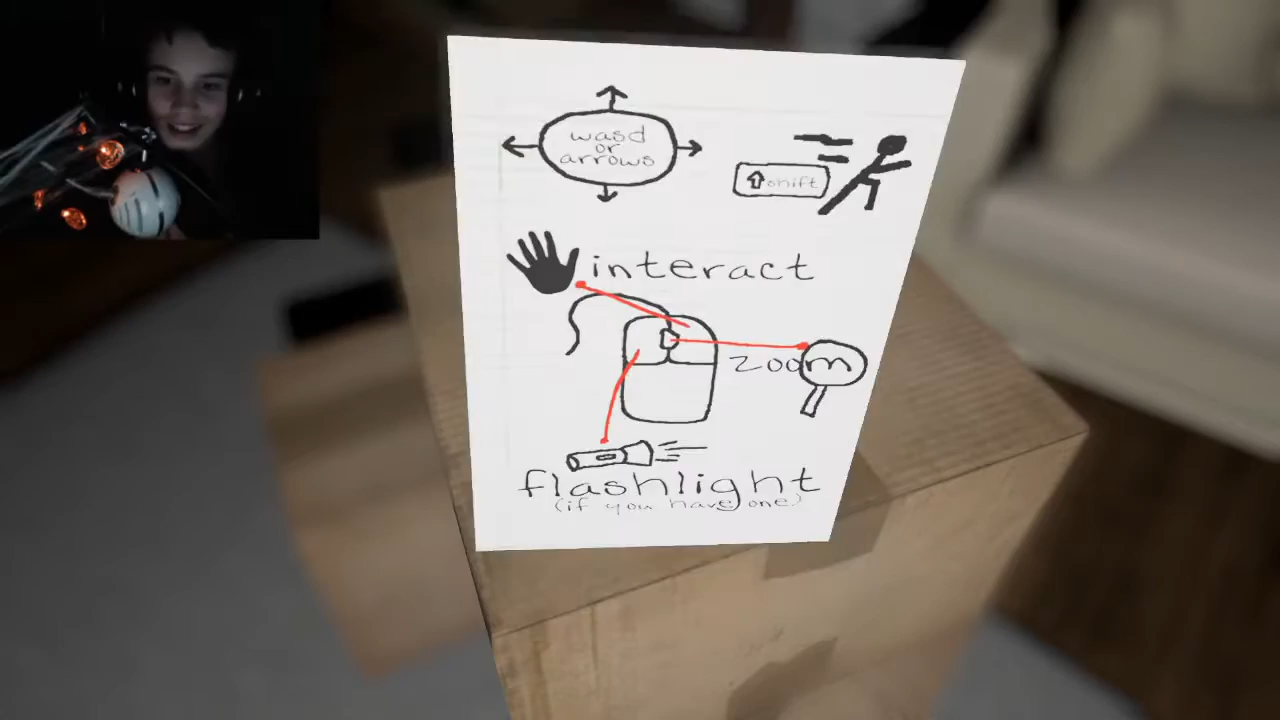 wasd
or
arrows
shift
interact
zoom
flashlight
(if you have one)